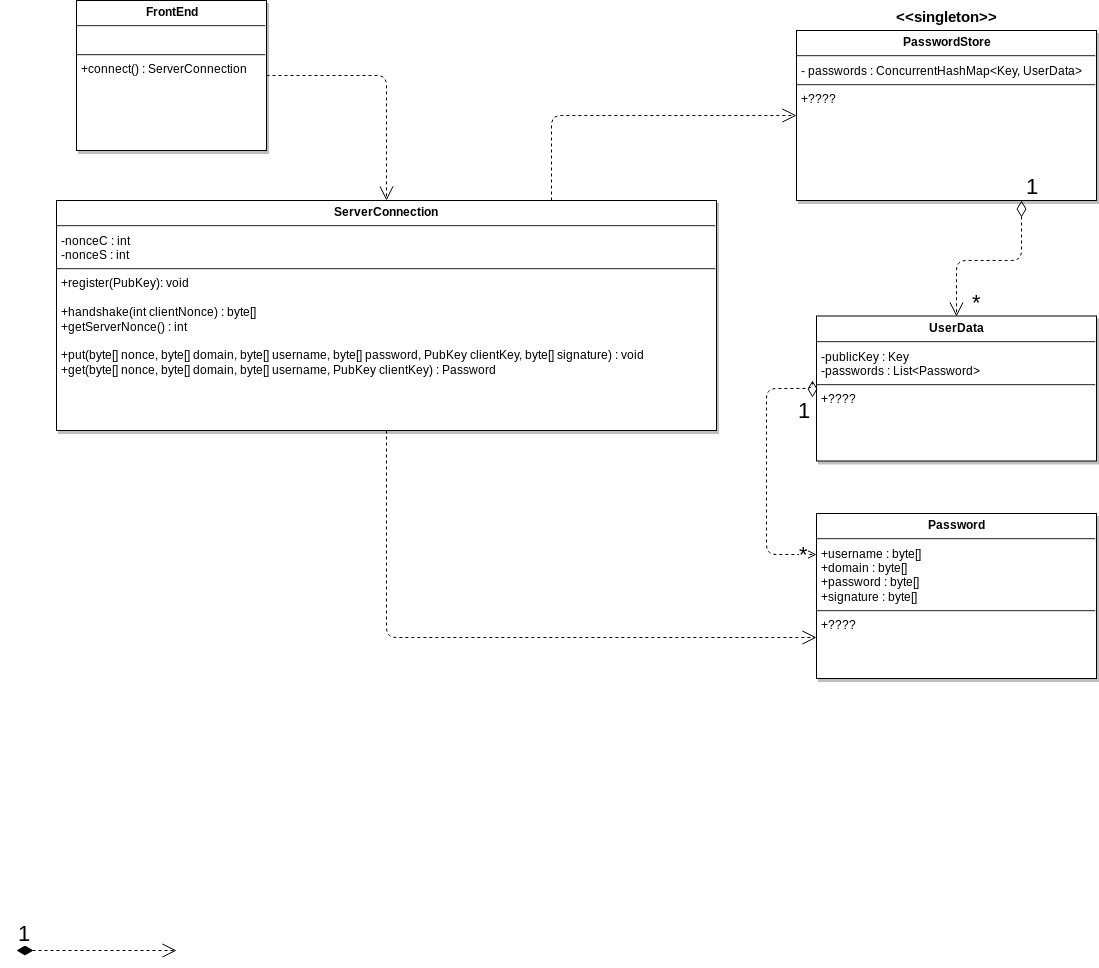 FrontEnd
+connect() : ServerConnection
<<singleton>>
PasswordStore
- passwords : ConcurrentHashMap<Key, UserData>
+????
1
*
ServerConnection
-nonceC : int
-nonceS : int
+register(PubKey): void
+handshake(int clientNonce) : byte[]
+getServerNonce() : int
+put(byte[] nonce, byte[] domain, byte[] username, byte[] password, PubKey clientKey, byte[] signature) : void
+get(byte[] nonce, byte[] domain, byte[] username, PubKey clientKey) : Password
UserData
-publicKey : Key
-passwords : List<Password>
+????
1
*
Password
+username : byte[]
+domain : byte[]
+password : byte[]
+signature : byte[]
+????
1